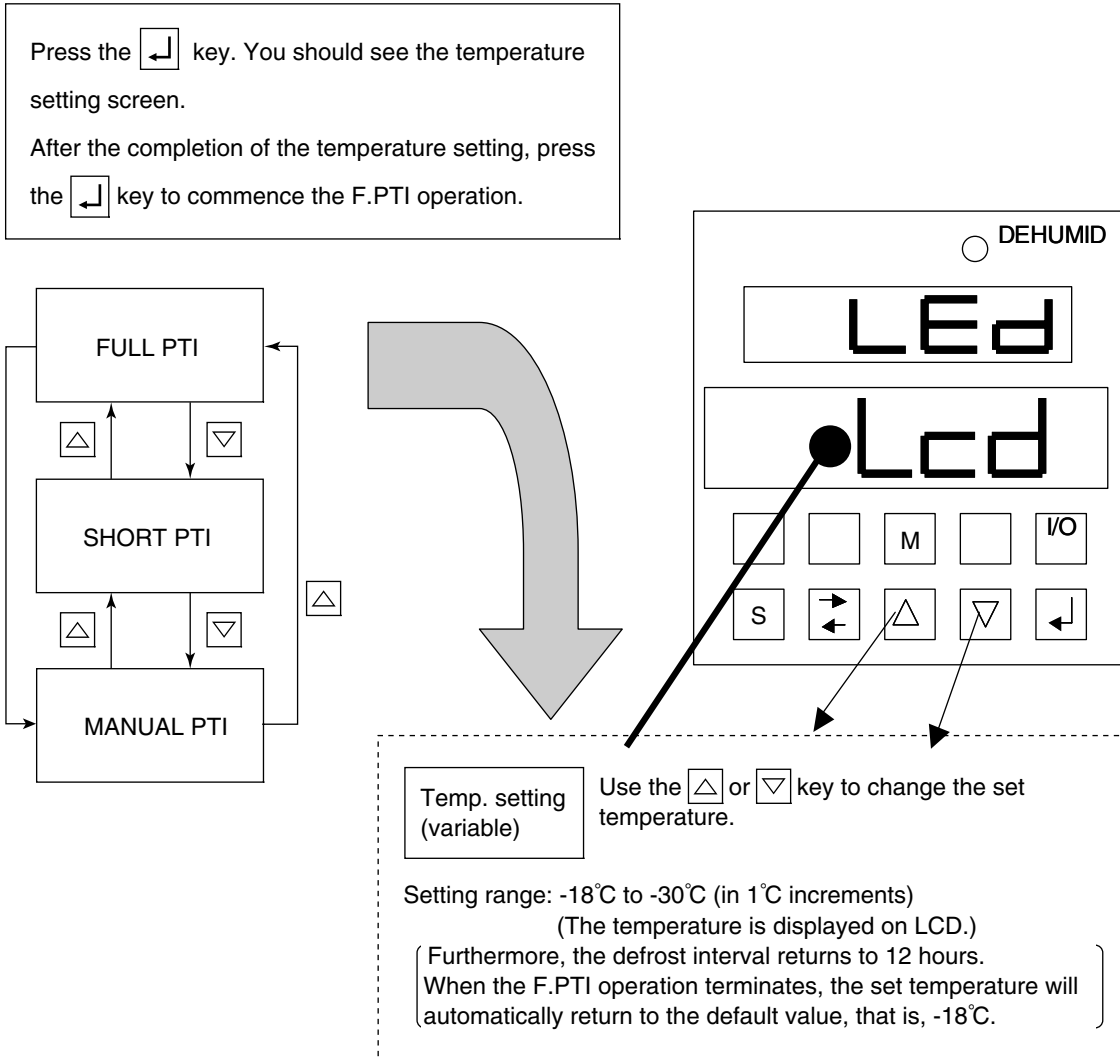 Press the ↵ key. You should see the temperature
setting screen.
After the completion of the temperature setting, press
the ↵ key to commence the F.PTI operation.
DEHUMID
LEd
Lcd
M
I/O
S
⇄
△
▽
↵
FULL PTI
△
▽
SHORT PTI
△
▽
△
MANUAL PTI
Temp. setting
(variable)
Use the △ or ▽ key to change the set
temperature.
Setting range: -18℃ to -30℃ (in 1℃ increments)
(The temperature is displayed on LCD.)
Furthermore, the defrost interval returns to 12 hours.
When the F.PTI operation terminates, the set temperature will
automatically return to the default value, that is, -18℃.